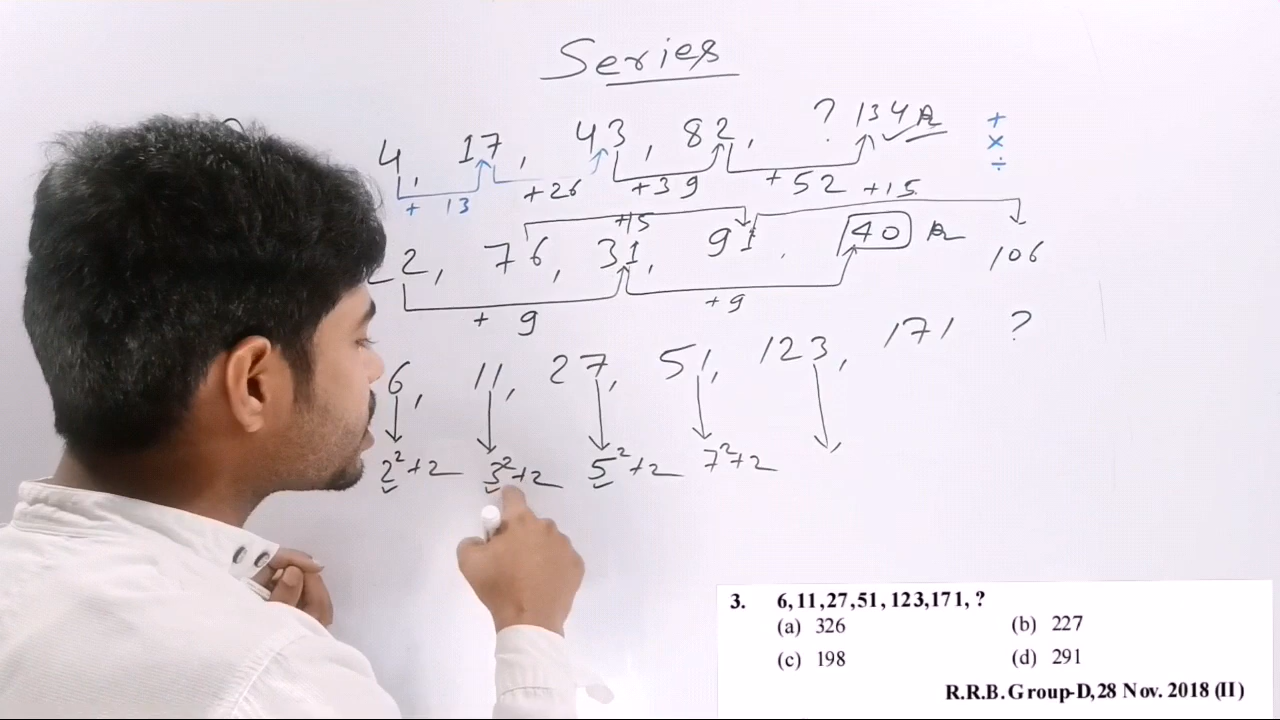 Series
4, 17, 43, 82, ? 134
+ 13 +26 +39 +52
+
×
÷
+15 +15
22, 76, 31, 91, 40 106
+ 9 +9
6, 11, 27, 51, 123, 171 ?
2²+2 3²+2 5²+2 7²+2
3. 6,11,27,51, 123,171, ?
(a) 326 (b) 227
(c) 198 (d) 291
R.R.B. Group-D, 28 Nov. 2018 (II)